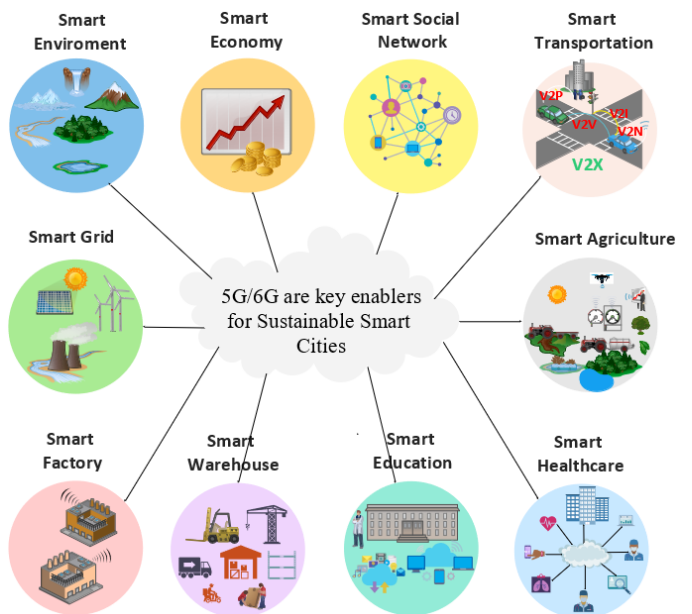 Smart
Enviroment
Smart
Economy
Smart Social
Network
Smart
Transportation
V2P
V2I
V2V
V2N
V2X
Smart Grid
Smart Agriculture
5G/6G are key enablers
for Sustainable Smart
Cities
Smart
Factory
Smart
Warehouse
Smart
Education
Smart
Healthcare